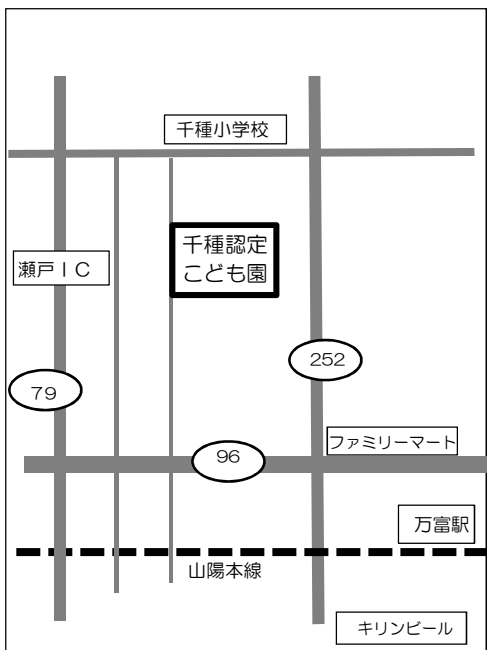 千種小学校
千種認定
こども園
瀬戸ＩＣ
252
79
ファミリーマート
96
万富駅
山陽本線
キリンビール